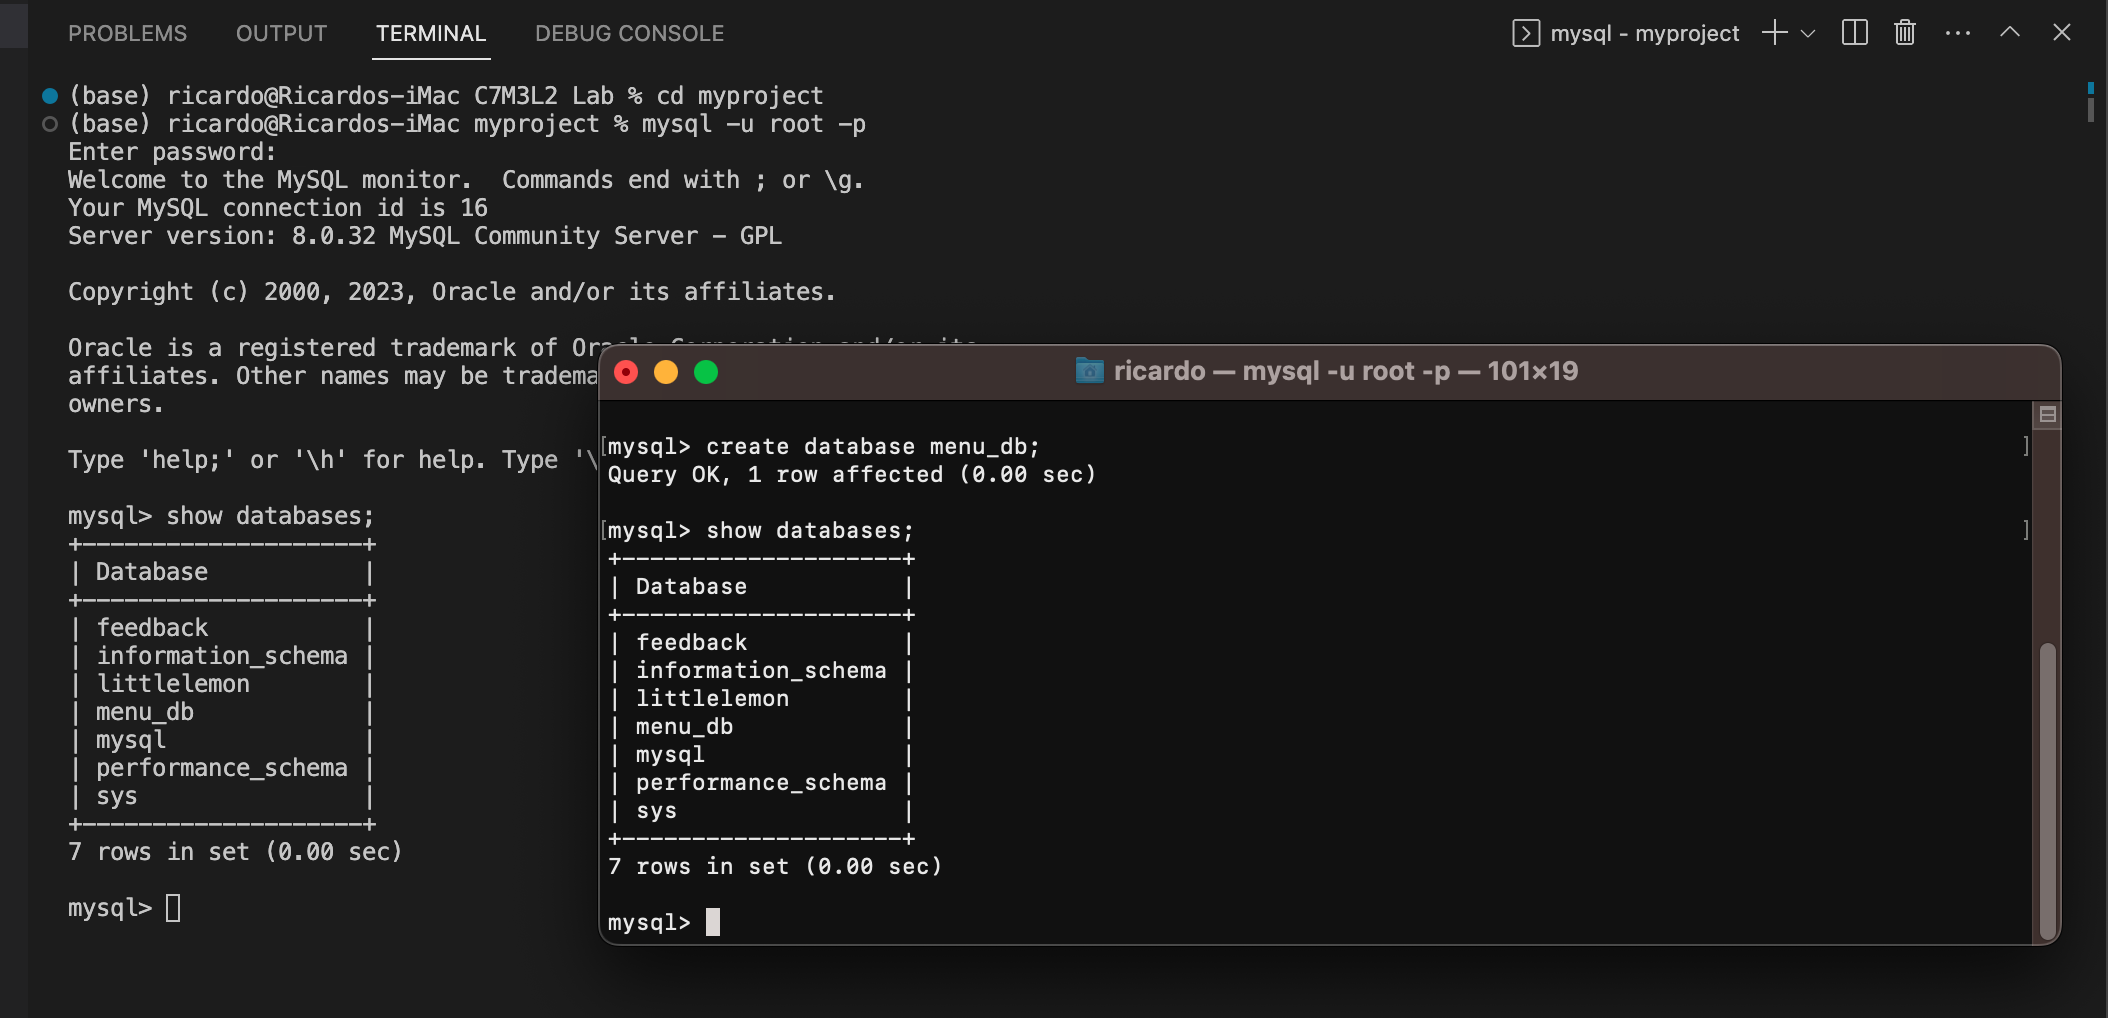 PROBLEMS OUTPUT TERMINAL DEBUG CONSOLE mysql - myproject
(base) ricardo@Ricardos-iMac C7M3L2 Lab % cd myproject
(base) ricardo@Ricardos-iMac myproject % mysql -u root -p
Enter password:
Welcome to the MySQL monitor.  Commands end with ; or \g.
Your MySQL connection id is 16
Server version: 8.0.32 MySQL Community Server - GPL
Copyright (c) 2000, 2023, Oracle and/or its affiliates.
Oracle is a registered trademark of Oracle Corporation and/or its
affiliates. Other names may be
owners.
Type 'help;' or '\h' for help. Type '\
mysql> show databases;
+--------------------+
| Database           |
+--------------------+
| feedback           |
| information_schema |
| littlelemon        |
| menu_db            |
| mysql              |
| performance_schema |
| sys                |
+--------------------+
7 rows in set (0.00 sec)
mysql>
ricardo — mysql -u root -p — 101×19
[mysql> create database menu_db; ]
Query OK, 1 row affected (0.00 sec)
[mysql> show databases; ]
+--------------------+
| Database           |
+--------------------+
| feedback           |
| information_schema |
| littlelemon        |
| menu_db            |
| mysql              |
| performance_schema |
| sys                |
+--------------------+
7 rows in set (0.00 sec)
mysql>